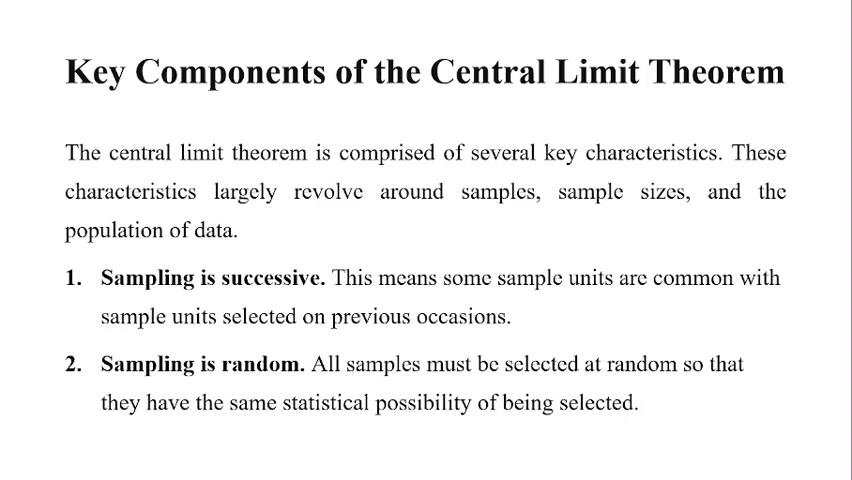 Key Components of the Central Limit Theorem
The central limit theorem is comprised of several key characteristics. These
characteristics largely revolve around samples, sample sizes, and the
population of data.
1. Sampling is successive. This means some sample units are common with
sample units selected on previous occasions.
2. Sampling is random. All samples must be selected at random so that
they have the same statistical possibility of being selected.